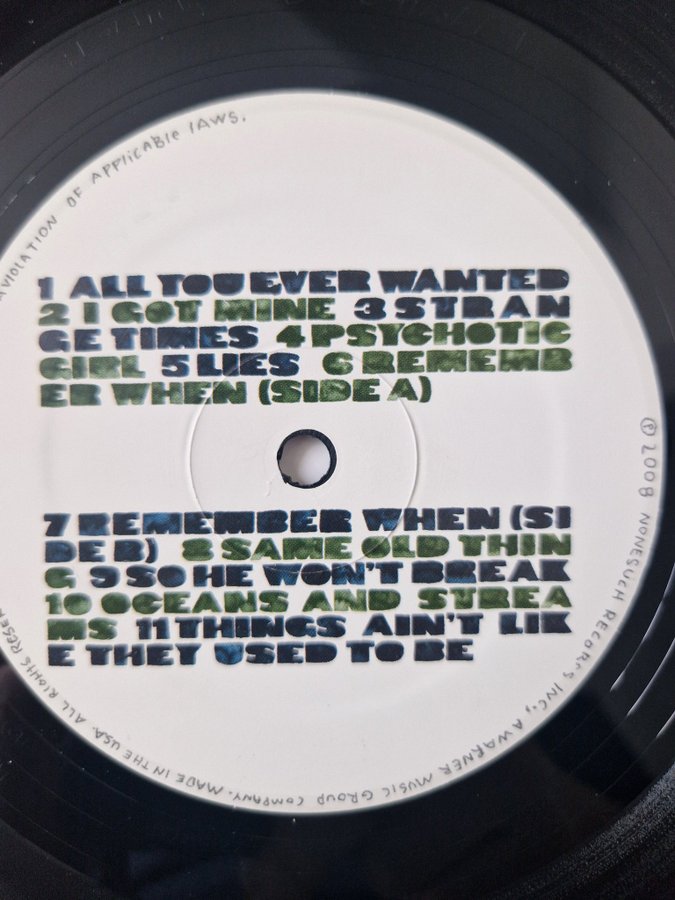 VIOLATION OF APPLiCABle lAWS.
1 ALL YOU EVER WANTED
2 I GOT MINE 3 STRAN
GE TIMES 4 PSYCHOTIC
GIRL 5 LIES 6 REMEMB
ER WHEN (SIDE A)
7 REMEMBER WHEN (SI
DE B) 8 SAME OLD THIN
G 9 SO HE WON'T BREAK
10 OCEANS AND STREA
MS 11 THINGS AIN'T LIK
E THEY USED TO BE
℗ 2008 NONESUCH RECORDS INC., A WARNER MUSIC GROUP COMPANY. MADE IN THE USA. ALL RIGHTS RESER